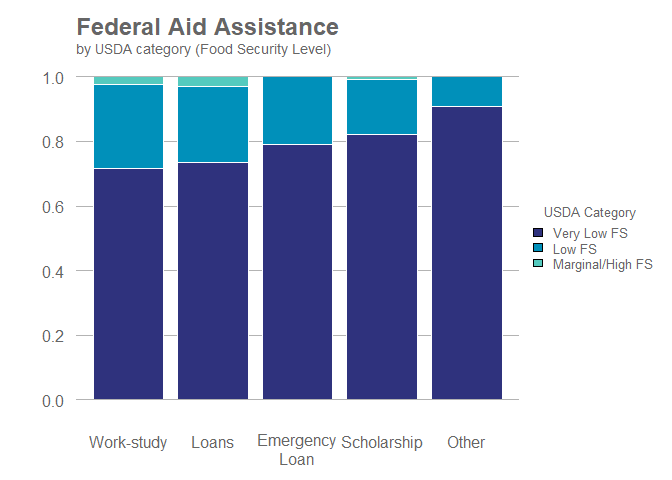 Federal Aid Assistance
by USDA category (Food Security Level)
1.0
0.8
0.6
0.4
0.2
0.0
Work-study
Loans
Emergency
Loan
Scholarship
Other
USDA Category
Very Low FS
Low FS
Marginal/High FS